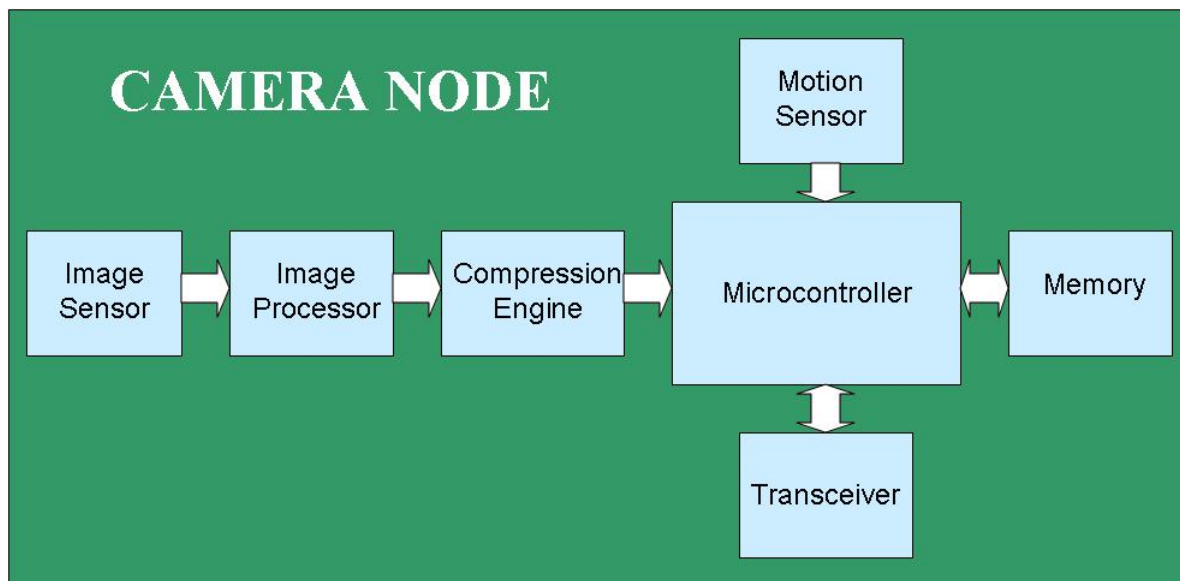 CAMERA NODE
Motion
Sensor
Image
Sensor
Image
Processor
Compression
Engine
Microcontroller
Memory
Transceiver